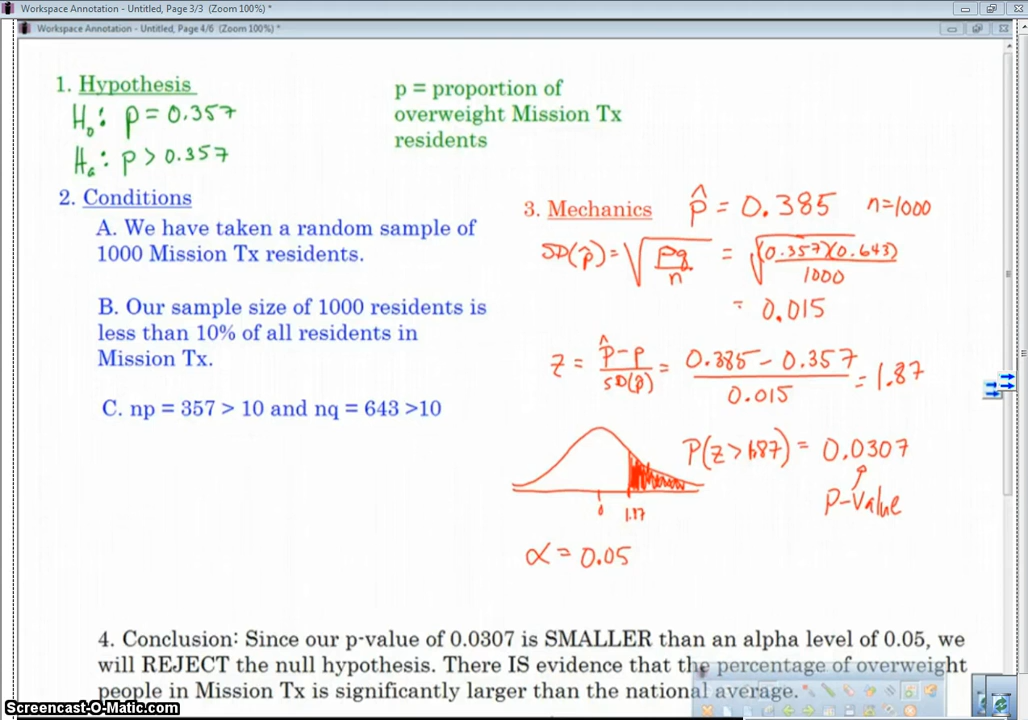 Workspace Annotation - Untitled, Page 3/3 (Zoom 100%) *
Workspace Annotation - Untitled, Page 4/6 (Zoom 100%) *
1. Hypothesis
H₀: p = 0.357
Hₐ: p > 0.357
p = proportion of
overweight Mission Tx
residents
2. Conditions
A. We have taken a random sample of
1000 Mission Tx residents.
B. Our sample size of 1000 residents is
less than 10% of all residents in
Mission Tx.
C. np = 357 > 10 and nq = 643 >10
3. Mechanics p̂ = 0.385 n=1000
SD(p̂) = √(pq/n) = √((0.357)(0.643)/1000)
= 0.015
z = (p̂ - p)/SD(p̂) = (0.385 - 0.357)/0.015 = 1.87
P(z > 1.87) = 0.0307
P-Value
0 1.87
α = 0.05
4. Conclusion: Since our p-value of 0.0307 is SMALLER than an alpha level of 0.05, we
will REJECT the null hypothesis. There IS evidence that the percentage of overweight
people in Mission Tx is significantly larger than the national average.
Screencast-O-Matic.com